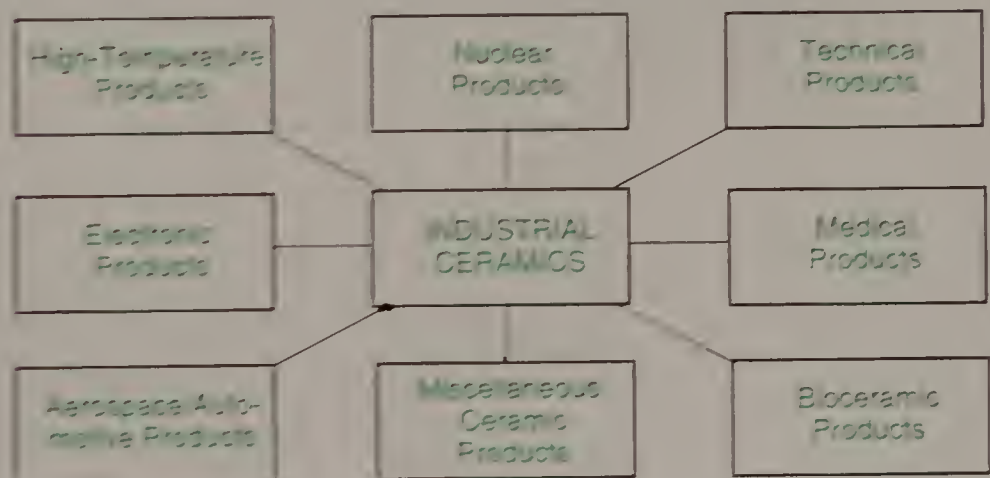 High-Temperature
Products
Nuclear
Products
Technical
Products
Electronic
Products
INDUSTRIAL
CERAMICS
Medical
Products
Aerospace Auto-
motive Products
Miscellaneous
Ceramic
Products
Bioceramic
Products